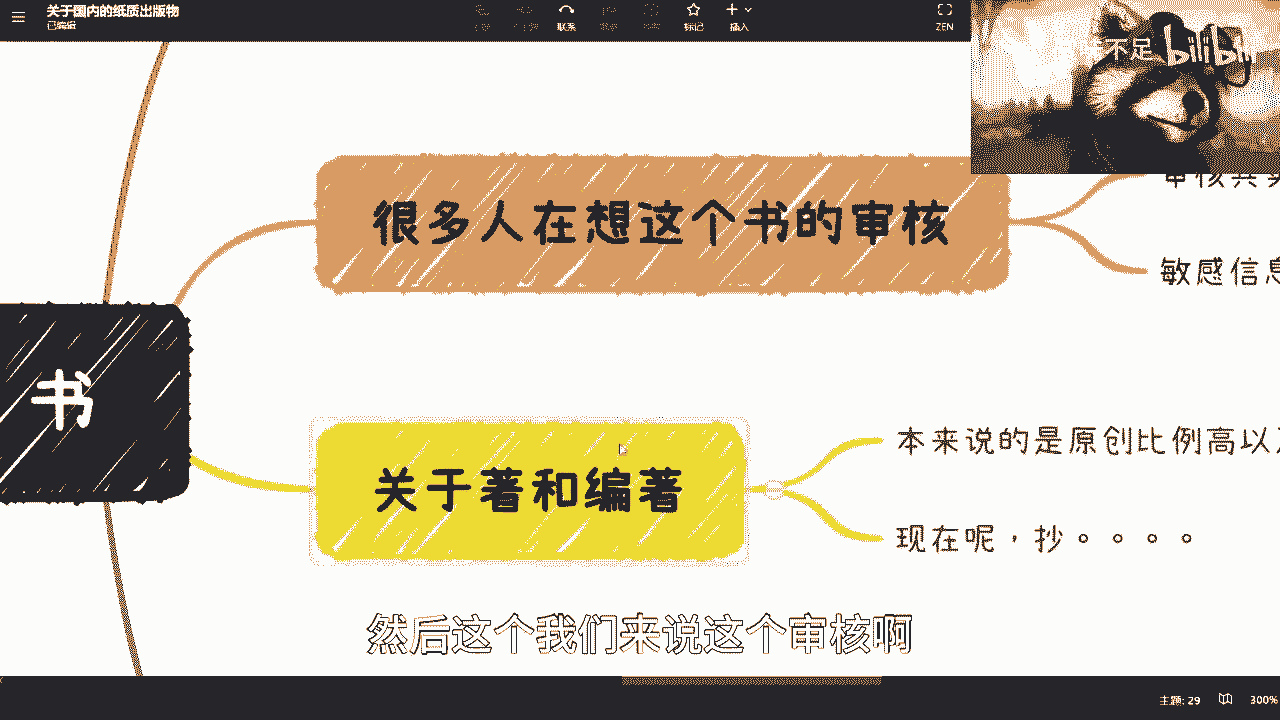 关于国内的纸质出版物
已编辑
联系
标记
插入
ZEN
不足
bilibili
很多人在想这个书的审核
敏感信息
书
关于著和编著
本来说的是原创比例高以
现在呢，抄。。。。
然后这个我们来说这个审核啊
主题: 29
300%